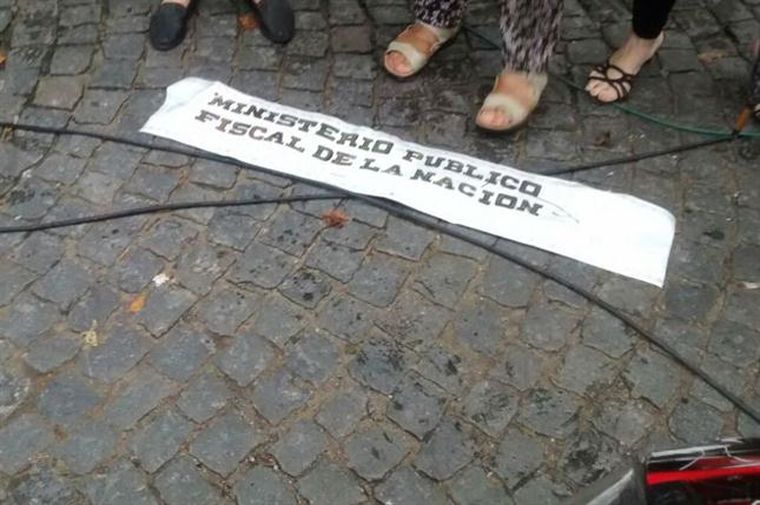 MINISTERIO PUBLICO
FISCAL DE LA NACION